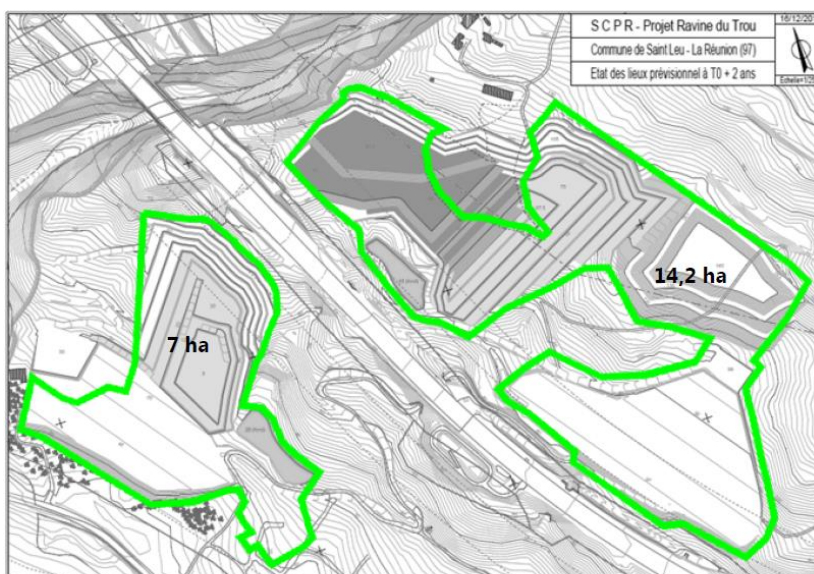 SCPR - Projet Ravine du Trou
Commune de Saint Leu - La Réunion (97)
Etat des lieux prévisionnel à T0 + 2 ans
14,2 ha
7 ha